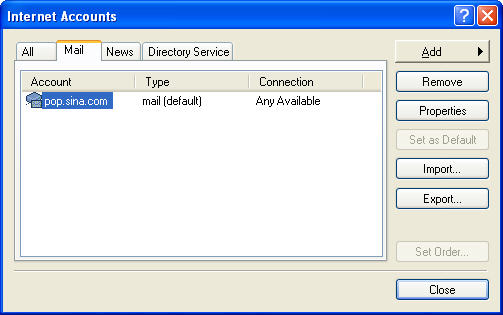 Internet Accounts
All Mail News Directory Service
Add
Account Type Connection
pop.sina.com mail (default) Any Available
Remove
Properties
Set as Default
Import...
Export...
Set Order...
Close